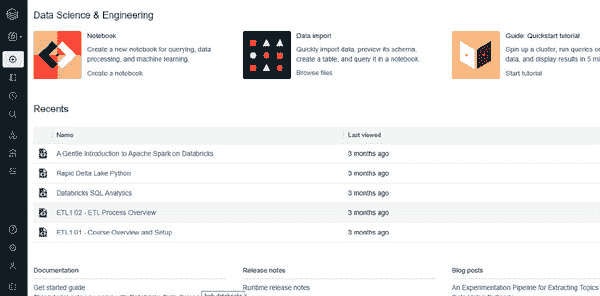 Data Science & Engineering
Notebook
Create a new notebook for querying, data
processing, and machine learning.
Create a notebook
Data import
Quickly import data, preview its schema,
create a table, and query it in a notebook.
Browse files
Guide: Quickstart tutorial
Spin up a cluster, run queries on
data, and display results in 5 mi
Start tutorial
Recents
Name
Last viewed
A Gentle Introduction to Apache Spark on Databricks
3 months ago
Rapic Delta Lake Python
3 months ago
Databricks SQL Analytics
3 months ago
ETL1 02 - ETL Process Overview
3 months ago
ETL1 01 - Course Overview and Setup
3 months ago
Documentation
Release notes
Blog posts
Get started guide
Runtime release notes
An Experimentation Pipeline for Extracting Topics